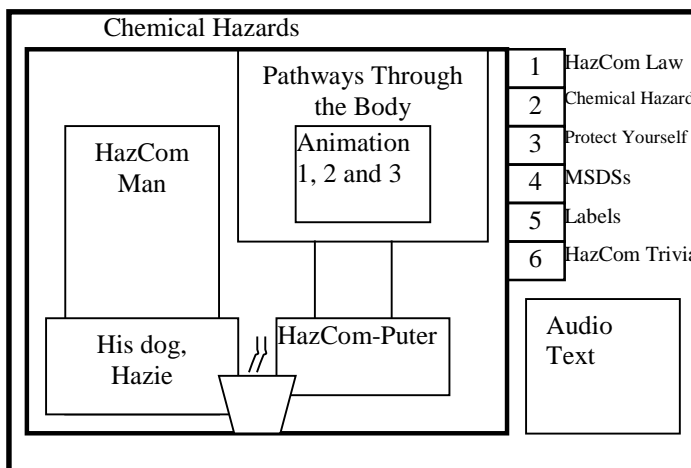 Chemical Hazards
Pathways Through
the Body
Animation
1, 2 and 3
HazCom
Man
His dog,
Hazie
HazCom-Puter
1 HazCom Law
2 Chemical Hazard
3 Protect Yourself
4 MSDSs
5 Labels
6 HazCom Trivia
Audio
Text